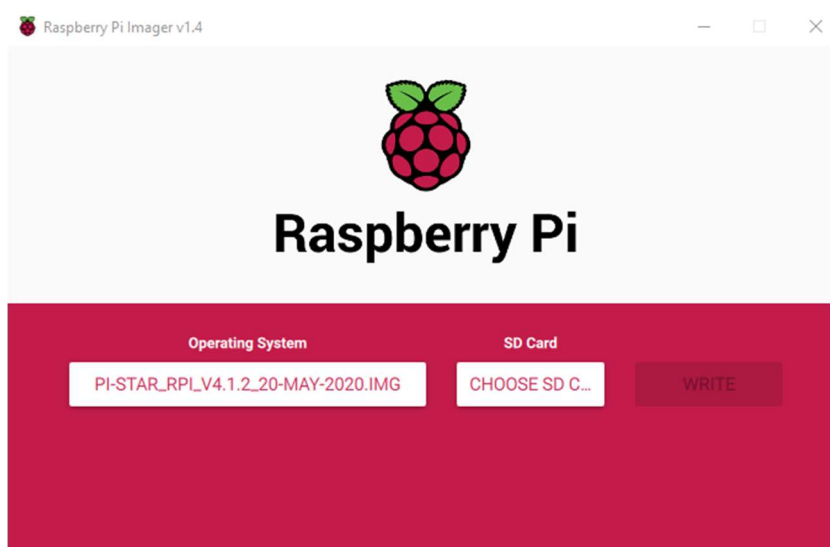 Raspberry Pi Imager v1.4
Raspberry Pi
Operating System
SD Card
PI-STAR_RPI_V4.1.2_20-MAY-2020.IMG
CHOOSE SD C...
WRITE